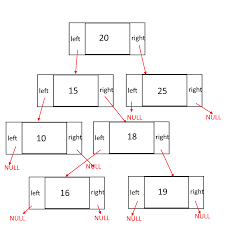 left 20 right
left 15 right left 25 right
NULL NULL
left 10 right left 18 right
NULL NULL
left 16 right left 19 right
NULL NULL NULL NULL